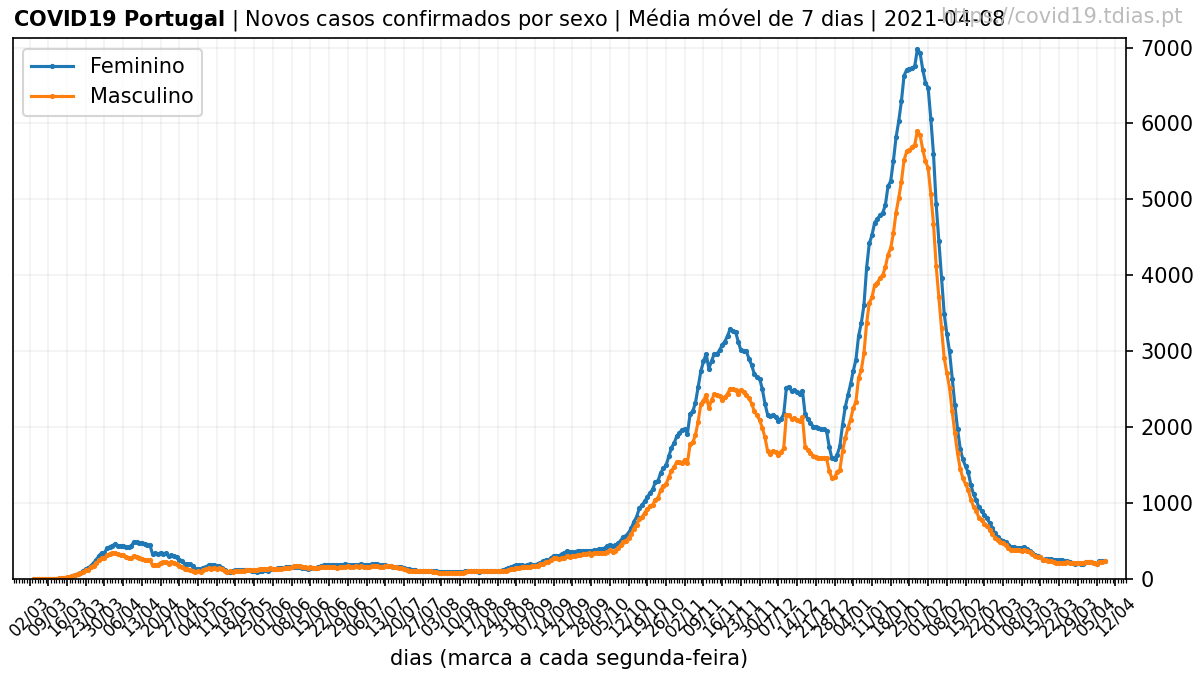 COVID19 Portugal | Novos casos confirmados por sexo | Média móvel de 7 dias | 2021-04-08
https://covid19.tdias.pt
Feminino
Masculino
7000
6000
5000
4000
3000
2000
1000
0
02/03 09/03 16/03 23/03 30/03 06/04 13/04 20/04 27/04 04/05 11/05 18/05 25/05 01/06 08/06 15/06 22/06 29/06 06/07 13/07 20/07 27/07 03/08 10/08 17/08 24/08 31/08 07/09 14/09 21/09 28/09 05/10 12/10 19/10 26/10 02/11 09/11 16/11 23/11 30/11 07/12 14/12 21/12 28/12 04/01 11/01 18/01 25/01 01/02 08/02 15/02 22/02 01/03 08/03 15/03 22/03 29/03 05/04 12/04
dias (marca a cada segunda-feira)